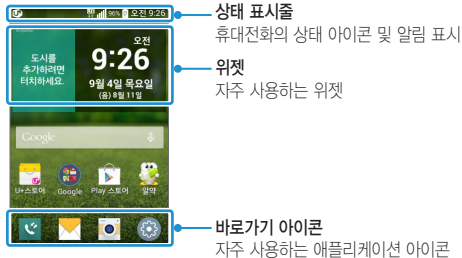 96% 오전 9:26
상태 표시줄
휴대전화의 상태 아이콘 및 알림 표시
도시를
추가하려면
터치하세요.
오전
9:26
9월 4일 목요일
(음) 8월 11일
위젯
자주 사용하는 위젯
Google
U+스토어 Google Play 스토어 알약
바로가기 아이콘
자주 사용하는 애플리케이션 아이콘